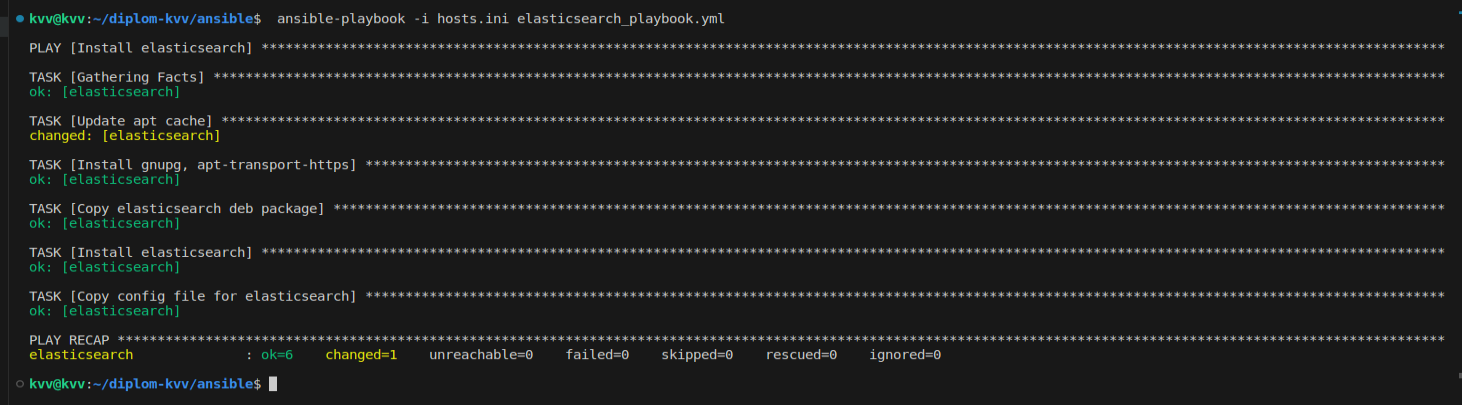 kvv@kvv:~/diplom-kvv/ansible$  ansible-playbook -i hosts.ini elasticsearch_playbook.yml
PLAY [Install elasticsearch] ****************************************************************************************************************************************************
TASK [Gathering Facts] **********************************************************************************************************************************************************
ok: [elasticsearch]
TASK [Update apt cache] *********************************************************************************************************************************************************
changed: [elasticsearch]
TASK [Install gnupg, apt-transport-https] ***************************************************************************************************************************************
ok: [elasticsearch]
TASK [Copy elasticsearch deb package] *******************************************************************************************************************************************
ok: [elasticsearch]
TASK [Install elasticsearch] ****************************************************************************************************************************************************
ok: [elasticsearch]
TASK [Copy config file for elasticsearch] ***************************************************************************************************************************************
ok: [elasticsearch]
PLAY RECAP **********************************************************************************************************************************************************************
elasticsearch              : ok=6    changed=1    unreachable=0    failed=0    skipped=0    rescued=0    ignored=0
kvv@kvv:~/diplom-kvv/ansible$